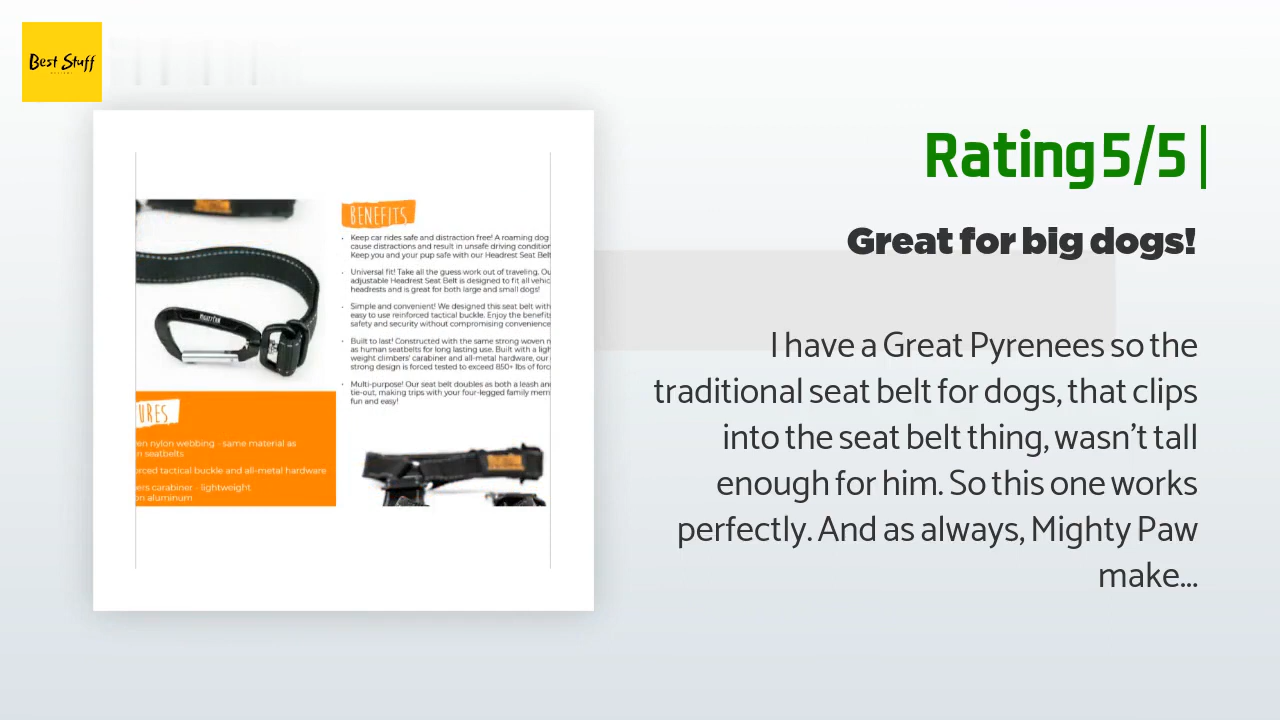 Best Stuff
Rating 5/5 |
Great for big dogs!
I have a Great Pyrenees so the
traditional seat belt for dogs, that clips
into the seat belt thing, wasn't tall
enough for him. So this one works
perfectly. And as always, Mighty Paw
make...
BENEFITS
· Keep car rides safe and distraction free! A roaming dog
cause distractions and result in unsafe driving condition
Keep you and your pup safe with our Headrest Seat Belt
· Universal fit! Take all the guess work out of traveling. Ou
adjustable Headrest Seat Belt is designed to fit all vehic
headrests and is great for both large and small dogs!
· Simple and convenient! We designed this seat belt with
easy to use reinforced tactical buckle. Enjoy the benefits
safety and security without compromising convenience
· Built to last! Constructed with the same strong woven n
as human seatbelts for long lasting use. Built with a ligh
weight climbers' carabiner and all-metal hardware, our
strong design is forced tested to exceed 850+ lbs of forc
· Multi-purpose! Our seat belt doubles as both a leash and
tie-out, making trips with your four-legged family mem
fun and easy!
URES
en nylon webbing - same material as
n seatbelts
orced tactical buckle and all-metal hardware
ers carabiner - lightweight
on aluminum